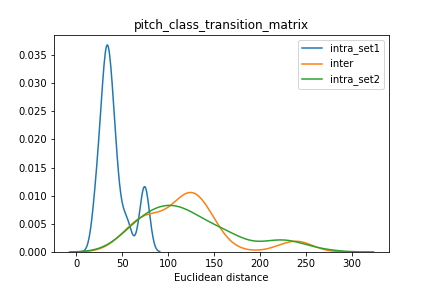 pitch_class_transition_matrix
intra_set1
inter
intra_set2
0.035
0.030
0.025
0.020
0.015
0.010
0.005
0.000
0 50 100 150 200 250 300
Euclidean distance